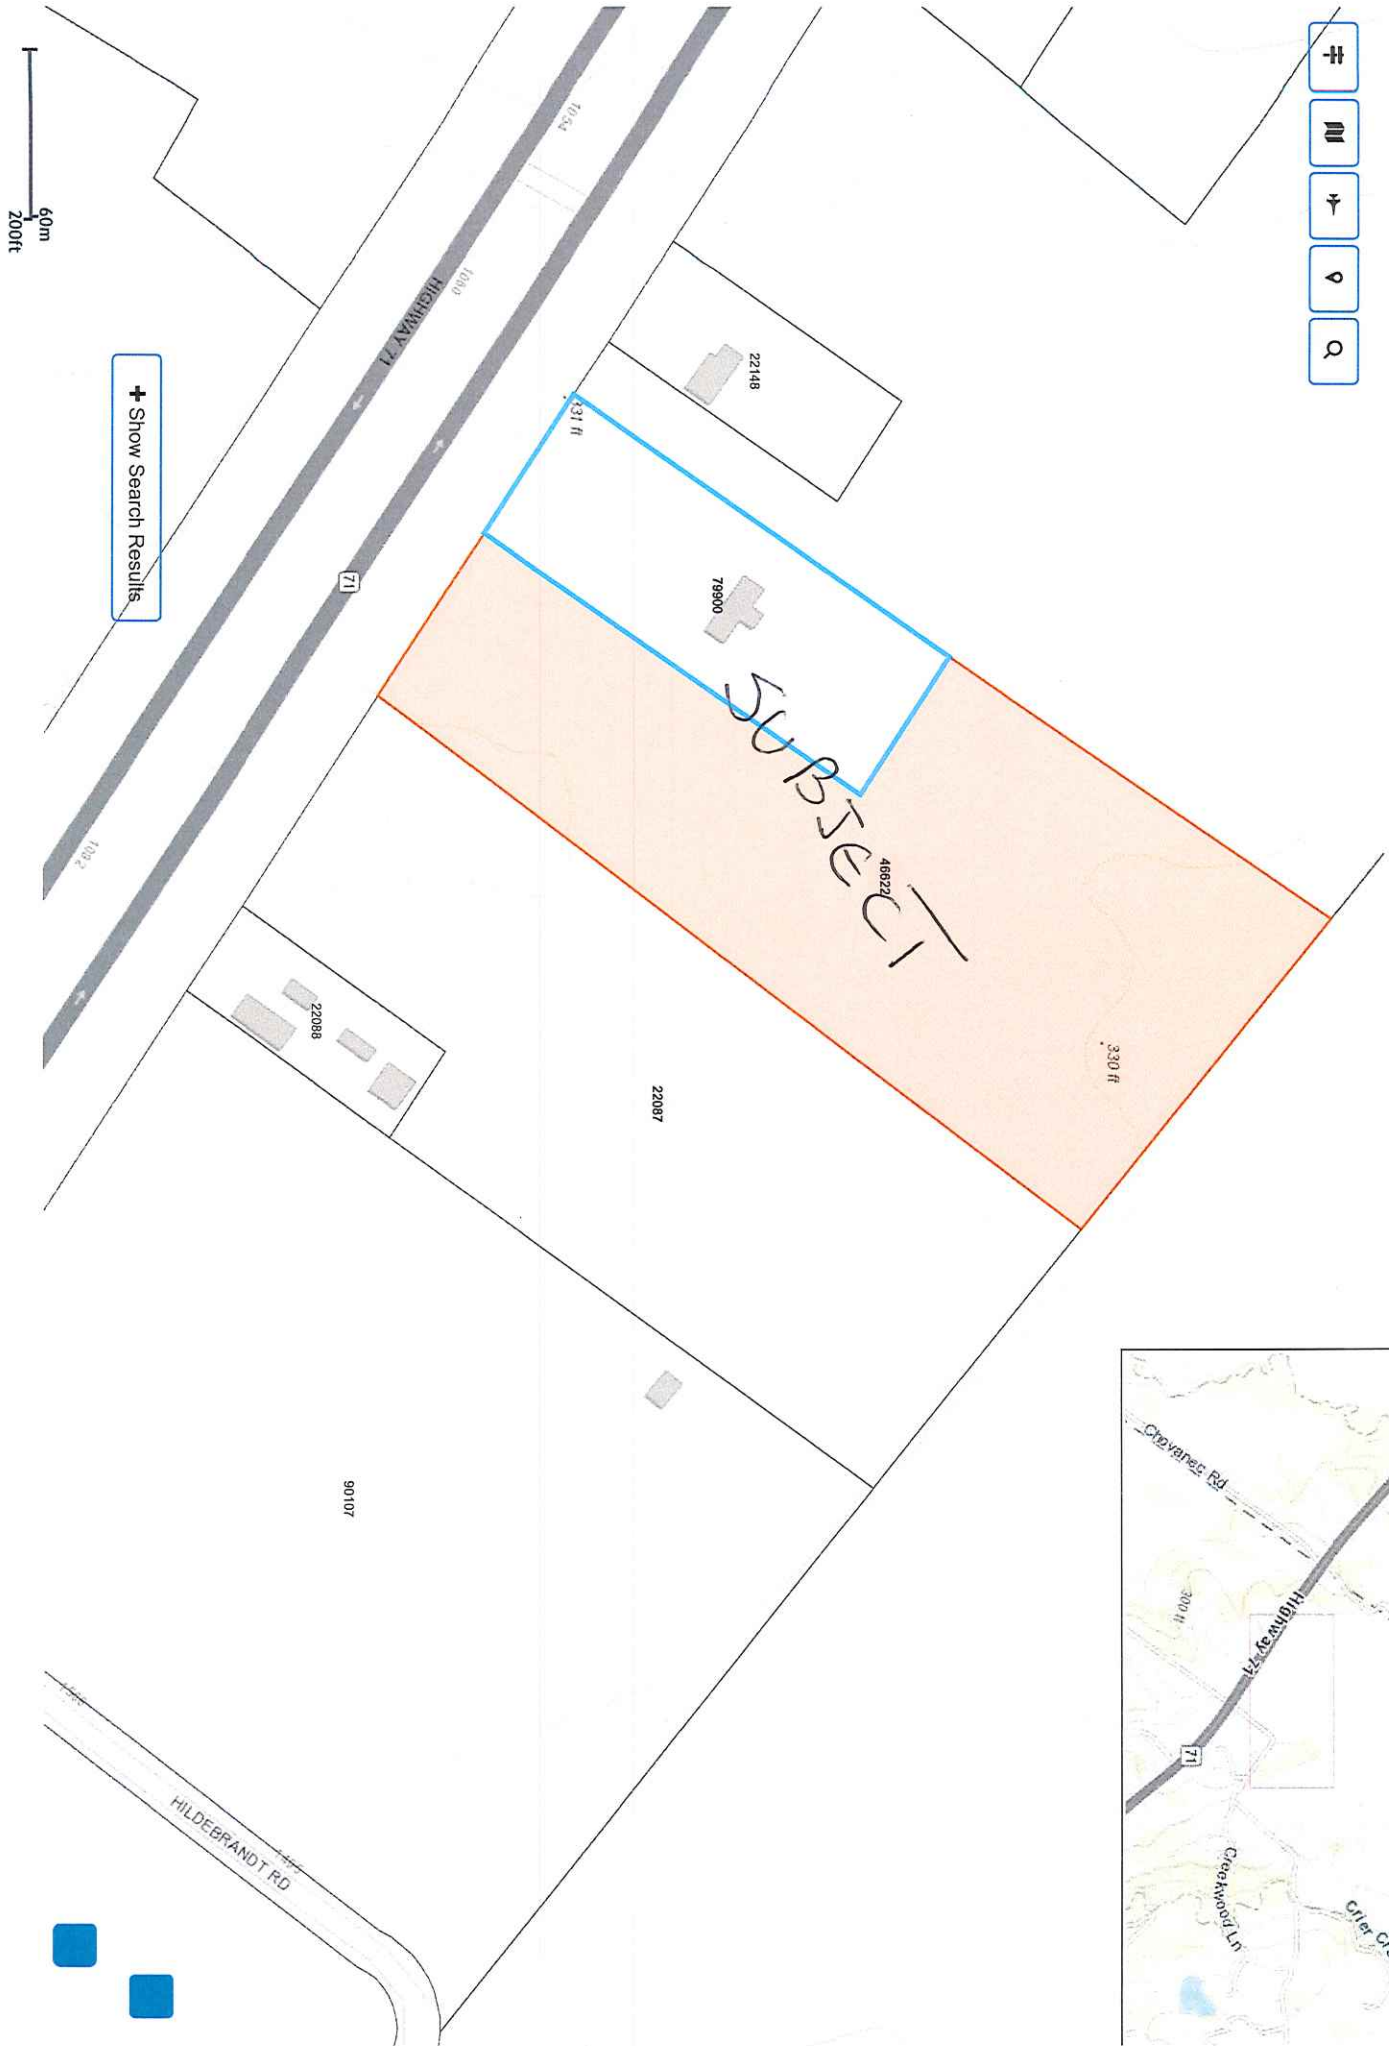 60m
200ft
+ Show Search Results
1054
1060
HIGHWAY 71
71
1092
331 ft
22148
79900
SUBJECT
46622
330 ft
22088
22087
90107
HILDEBRANDT RD
Chovanec Rd
300 ft
Highway 71
71
Creekwood Ln